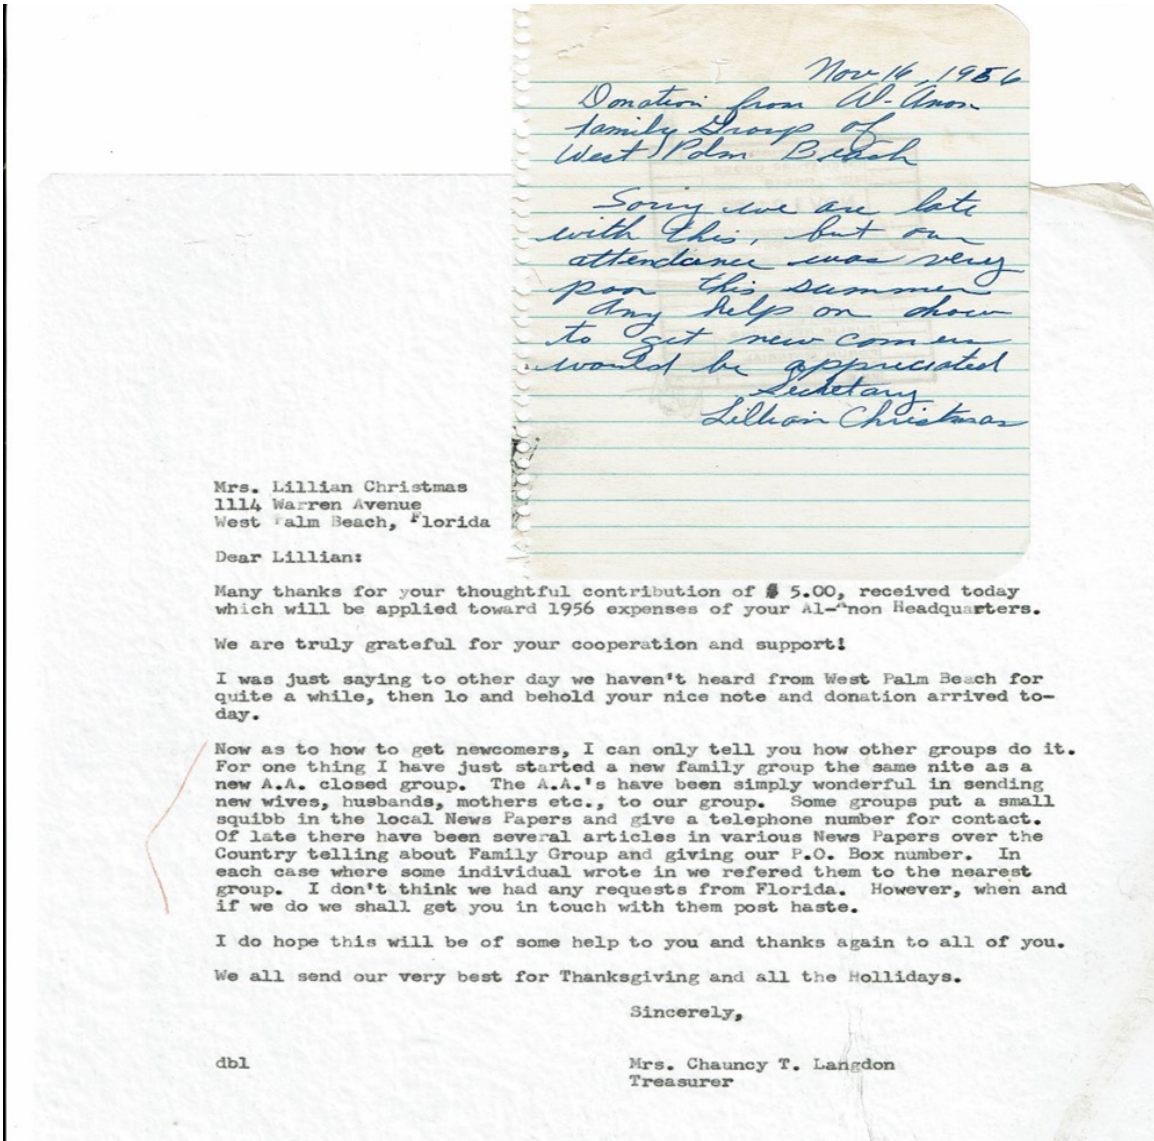 Nov 16, 1956
Donation from Al-Anon
family Group of
West Palm Beach
Sorry we are late
with this, but our
attendance was very
poor this summer
Any help on how
to get new comers
would be appreciated
Secretary
Lillian Christmas
Mrs. Lillian Christmas
1114 Warren Avenue
West Palm Beach, Florida
Dear Lillian:
Many thanks for your thoughtful contribution of $ 5.00, received today
which will be applied toward 1956 expenses of your Al-Anon Headquarters.
We are truly grateful for your cooperation and support!
I was just saying to other day we haven't heard from West Palm Beach for
quite a while, then lo and behold your nice note and donation arrived to-
day.
Now as to how to get newcomers, I can only tell you how other groups do it.
For one thing I have just started a new family group the same nite as a
new A.A. closed group. The A.A.'s have been simply wonderful in sending
new wives, husbands, mothers etc., to our group. Some groups put a small
squibb in the local News Papers and give a telephone number for contact.
Of late there have been several articles in various News Papers over the
Country telling about Family Group and giving our P.O. Box number. In
each case where some individual wrote in we refered them to the nearest
group. I don't think we had any requests from Florida. However, when and
if we do we shall get you in touch with them post haste.
I do hope this will be of some help to you and thanks again to all of you.
We all send our very best for Thanksgiving and all the Hollidays.
Sincerely,
dbl
Mrs. Chauncy T. Langdon
Treasurer